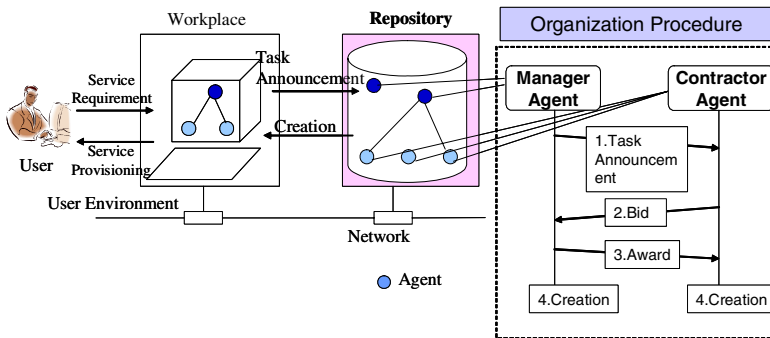 Workplace
Repository
Organization Procedure
Task
Announcement
Service
Requirement
Creation
User
Service
Provisioning
User Environment
Network
Agent
Manager
Agent
Contractor
Agent
1.Task
Announcem
ent
2.Bid
3.Award
4.Creation
4.Creation